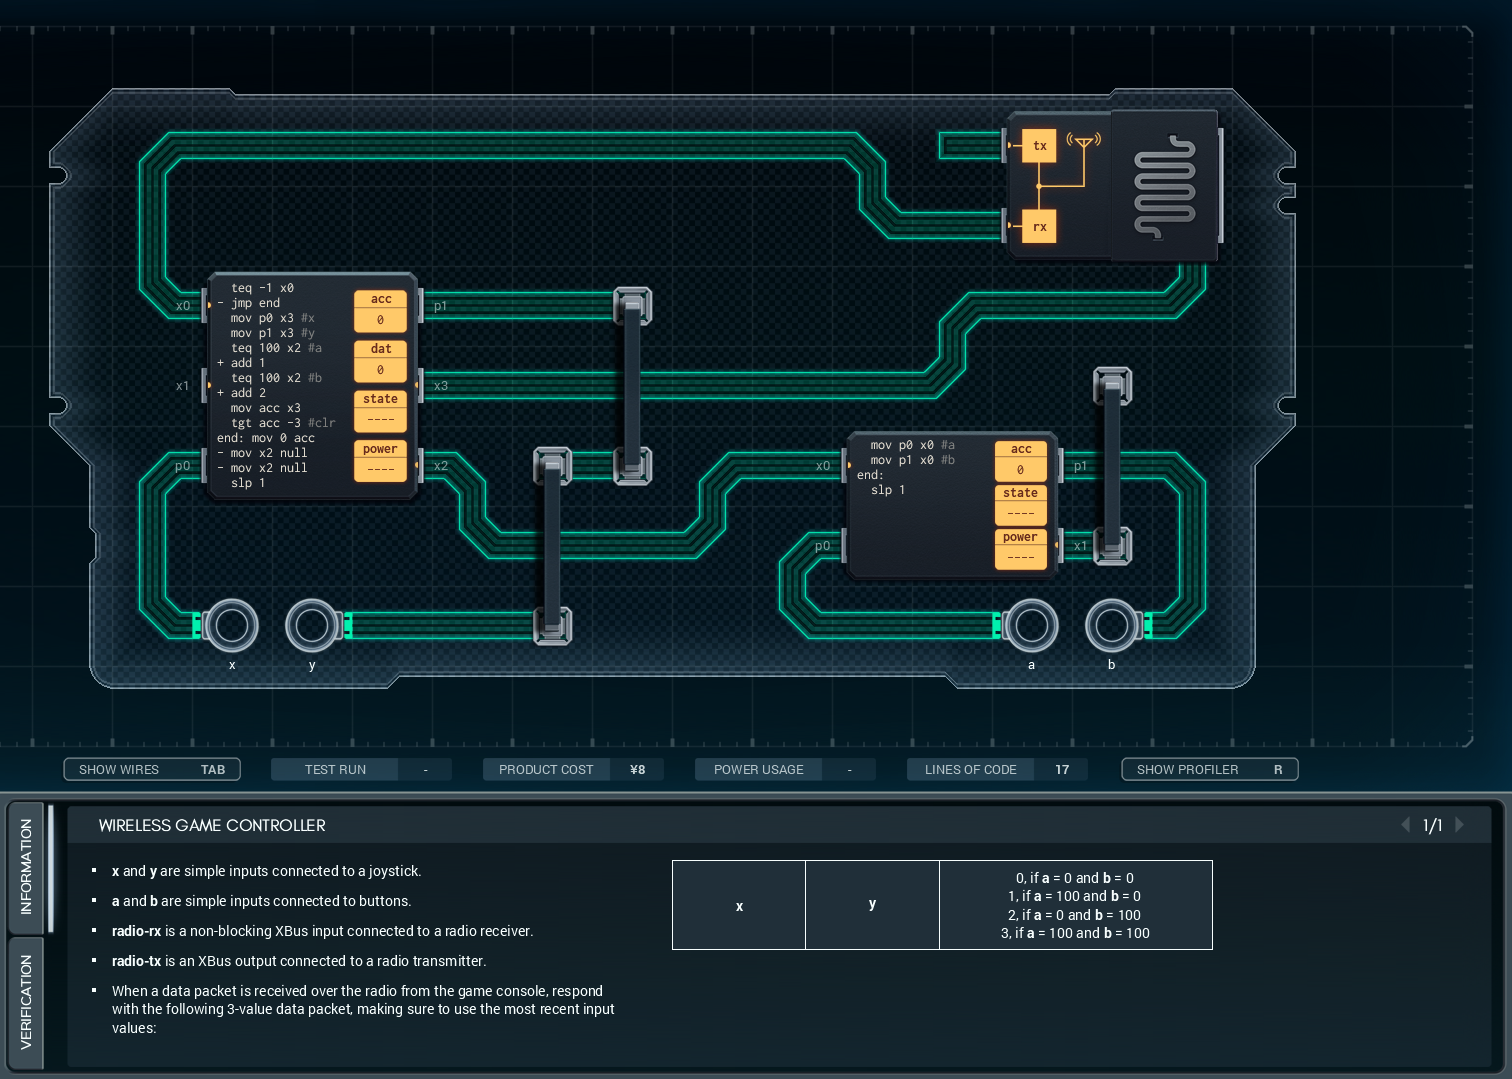 tx
rx
x0
x1
p0
teq -1 x0
- jmp end
mov p0 x3 #x
mov p1 x3 #y
teq 100 x2 #a
+ add 1
teq 100 x2 #b
+ add 2
mov acc x3
tgt acc -3 #clr
end: mov 0 acc
- mov x2 null
- mov x2 null
slp 1
acc
0
dat
0
state
----
power
----
p1
x3
x2
x0
p0
mov p0 x0 #a
mov p1 x0 #b
end:
slp 1
acc
0
state
----
power
----
p1
x1
x
y
a
b
SHOW WIRES TAB
TEST RUN -
PRODUCT COST ¥8
POWER USAGE -
LINES OF CODE 17
SHOW PROFILER R
INFORMATION
VERIFICATION
WIRELESS GAME CONTROLLER
1/1
▪ x and y are simple inputs connected to a joystick.
▪ a and b are simple inputs connected to buttons.
▪ radio-rx is a non-blocking XBus input connected to a radio receiver.
▪ radio-tx is an XBus output connected to a radio transmitter.
▪ When a data packet is received over the radio from the game console, respond
with the following 3-value data packet, making sure to use the most recent input
values:
x
y
0, if a = 0 and b = 0
1, if a = 100 and b = 0
2, if a = 0 and b = 100
3, if a = 100 and b = 100